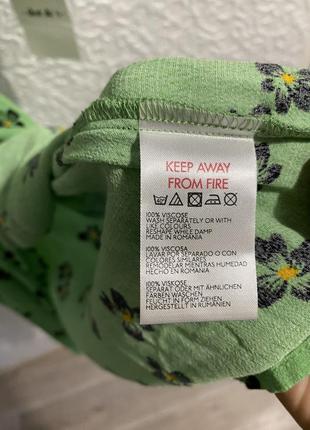 KEEP AWAY
FROM FIRE
100% VISCOSE
WASH SEPARATELY OR WITH
LIKE COLOURS
RESHAPE WHILE DAMP
MADE IN ROMANIA
100% VISCOSA
LAVAR POR SEPARADO O CON
COLORES SIMILARES
REMODELAR MIENTRAS HUMEDAD
HECHO EN ROMANIA
100% VISKOSE
SEPARAT ODER MIT ÄHNLICHEN
FARBEN WASCHEN
FEUCHT IN FORM ZIEHEN
HERGESTELLT IN RUMÄNIEN